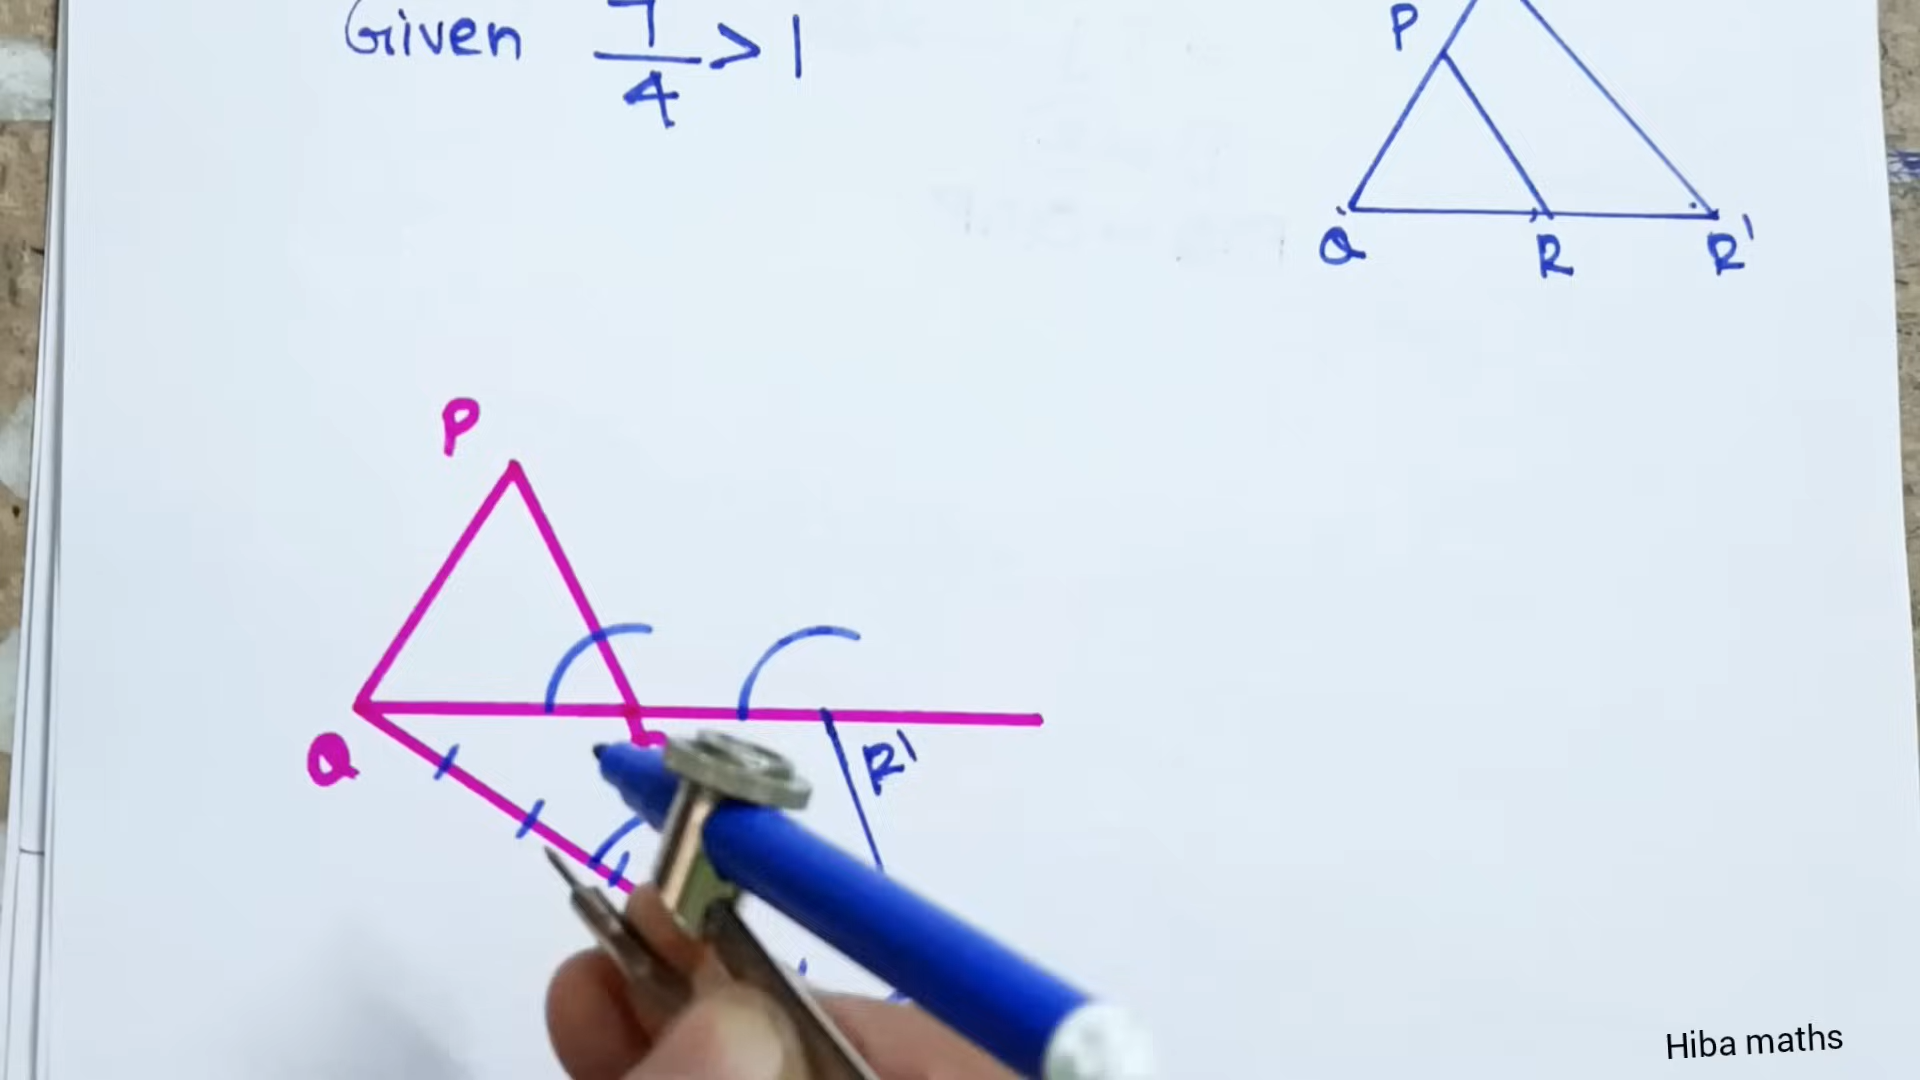 Given 7/4 > 1
P
Q R R'
P
Q
R'
Hiba maths